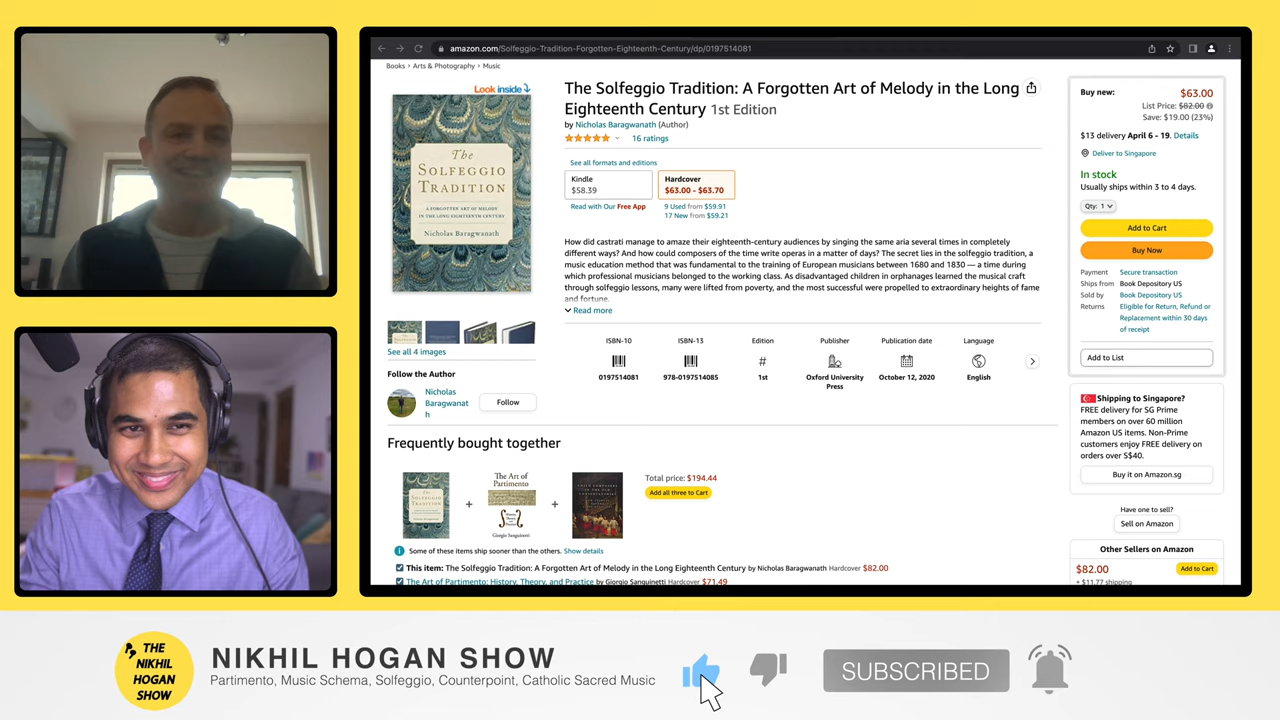 amazon.com/Solfeggio-Tradition-Forgotten-Eighteenth-Century/dp/0197514081
Books › Arts & Photography › Music
Look inside
The
SOLFEGGIO
TRADITION
A FORGOTTEN ART OF MELODY
IN THE LONG EIGHTEENTH CENTURY
Nicholas Baragwanath
See all 4 images
Follow the Author
Nicholas
Baragwanat
h
Follow
The Solfeggio Tradition: A Forgotten Art of Melody in the Long
Eighteenth Century 1st Edition
by Nicholas Baragwanath (Author)
16 ratings
See all formats and editions
Kindle
$58.39
Hardcover
$63.00 - $63.70
Read with Our Free App
9 Used from $59.91
17 New from $59.21
How did castrati manage to amaze their eighteenth-century audiences by singing the same aria several times in completely
different ways? And how could composers of the time write operas in a matter of days? The secret lies in the solfeggio tradition, a
music education method that was fundamental to the training of European musicians between 1680 and 1830 — a time during
which professional musicians belonged to the working class. As disadvantaged children in orphanages learned the musical craft
through solfeggio lessons, many were lifted from poverty, and the most successful were propelled to extraordinary heights of fame
and fortune.
Read more
ISBN-10
0197514081
ISBN-13
978-0197514085
Edition
#
1st
Publisher
Oxford University
Press
Publication date
October 12, 2020
Language
English
Buy new:
$63.00
List Price: $82.00
Save: $19.00 (23%)
$13 delivery April 6 - 19. Details
Deliver to Singapore
In stock
Usually ships within 3 to 4 days.
Qty: 1
Add to Cart
Buy Now
Payment Secure transaction
Ships from Book Depository US
Sold by Book Depository US
Returns Eligible for Return, Refund or
Replacement within 30 days
of receipt
Add to List
Shipping to Singapore?
FREE delivery for SG Prime
members on over 60 million
Amazon US items. Non-Prime
customers enjoy FREE delivery on
orders over S$40.
Buy it on Amazon.sg
Have one to sell?
Sell on Amazon
Other Sellers on Amazon
$82.00
Add to Cart
+ $11.77 shipping
Frequently bought together
The Art of
Partimento
Giorgio Sanguinetti
+
+
Total price: $194.44
Add all three to Cart
Some of these items ship sooner than the others. Show details
This item: The Solfeggio Tradition: A Forgotten Art of Melody in the Long Eighteenth Century by Nicholas Baragwanath Hardcover $82.00
The Art of Partimento: History, Theory, and Practice by Giorgio Sanguinetti Hardcover $71.49
THE
NIKHIL
HOGAN
SHOW
NIKHIL HOGAN SHOW
Partimento, Music Schema, Solfeggio, Counterpoint, Catholic Sacred Music
SUBSCRIBED